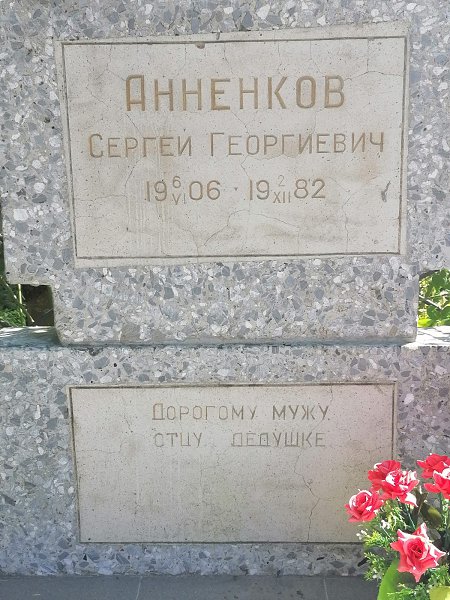 АННЕНКОВ
СЕРГЕЙ ГЕОРГИЕВИЧ
19 6/VI 06 · 19 2/XII 82
ДОРОГОМУ МУЖУ
ОТЦУ ДЕДУШКЕ